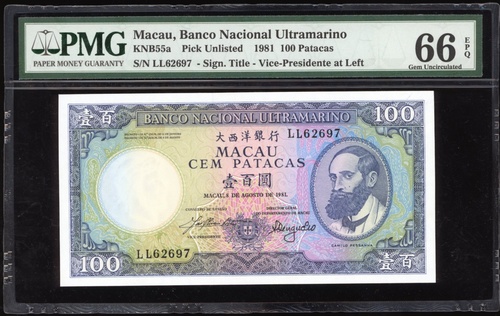 PMG
PAPER MONEY GUARANTY
Macau, Banco Nacional Ultramarino
KNB55a Pick Unlisted 1981 100 Patacas
S/N LL62697 - Sign. Title - Vice-Presidente at Left
66 EPQ
Gem Uncirculated
壹百 BANCO NACIONAL ULTRAMARINO 100
大西洋銀行 LL62697
MACAU
CEM PATACAS
壹百圓
MACAU, 8 DE AGOSTO DE 1981.
CAMILO PESSANHA
LL62697
100 壹百